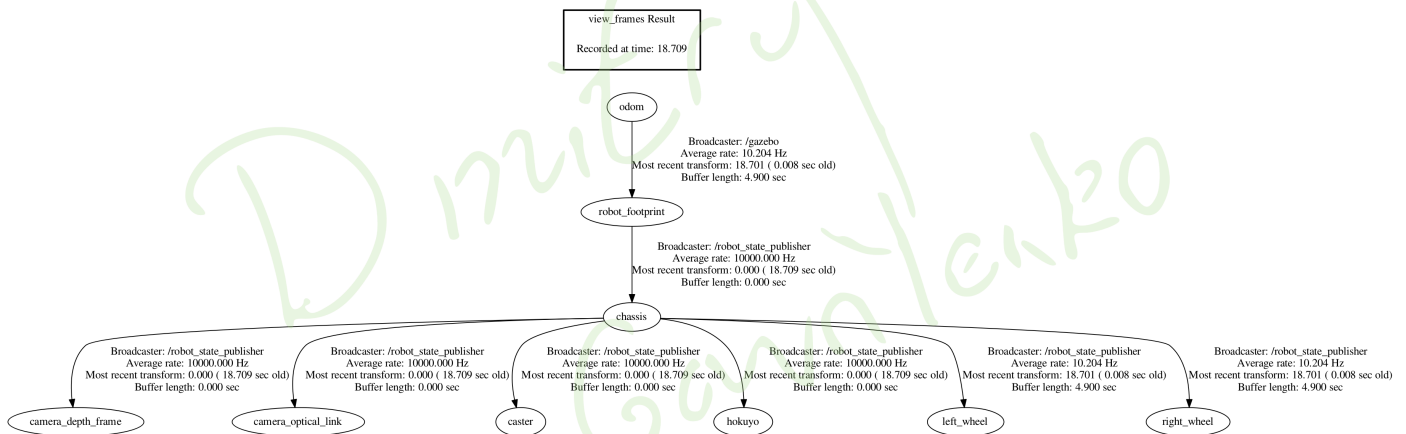 view_frames Result
Recorded at time: 18.709
odom
Broadcaster: /gazebo
Average rate: 10.204 Hz
Most recent transform: 18.701 ( 0.008 sec old)
Buffer length: 4.900 sec
robot_footprint
Broadcaster: /robot_state_publisher
Average rate: 10000.000 Hz
Most recent transform: 0.000 ( 18.709 sec old)
Buffer length: 0.000 sec
chassis
Broadcaster: /robot_state_publisher
Average rate: 10000.000 Hz
Most recent transform: 0.000 ( 18.709 sec old)
Buffer length: 0.000 sec
Broadcaster: /robot_state_publisher
Average rate: 10000.000 Hz
Most recent transform: 0.000 ( 18.709 sec old)
Buffer length: 0.000 sec
Broadcaster: /robot_state_publisher
Average rate: 10000.000 Hz
Most recent transform: 0.000 ( 18.709 sec old)
Buffer length: 0.000 sec
Broadcaster: /robot_state_publisher
Average rate: 10000.000 Hz
Most recent transform: 0.000 ( 18.709 sec old)
Buffer length: 0.000 sec
Broadcaster: /robot_state_publisher
Average rate: 10.204 Hz
Most recent transform: 18.701 ( 0.008 sec old)
Buffer length: 4.900 sec
Broadcaster: /robot_state_publisher
Average rate: 10.204 Hz
Most recent transform: 18.701 ( 0.008 sec old)
Buffer length: 4.900 sec
camera_depth_frame
camera_optical_link
caster
hokuyo
left_wheel
right_wheel
Dmitry